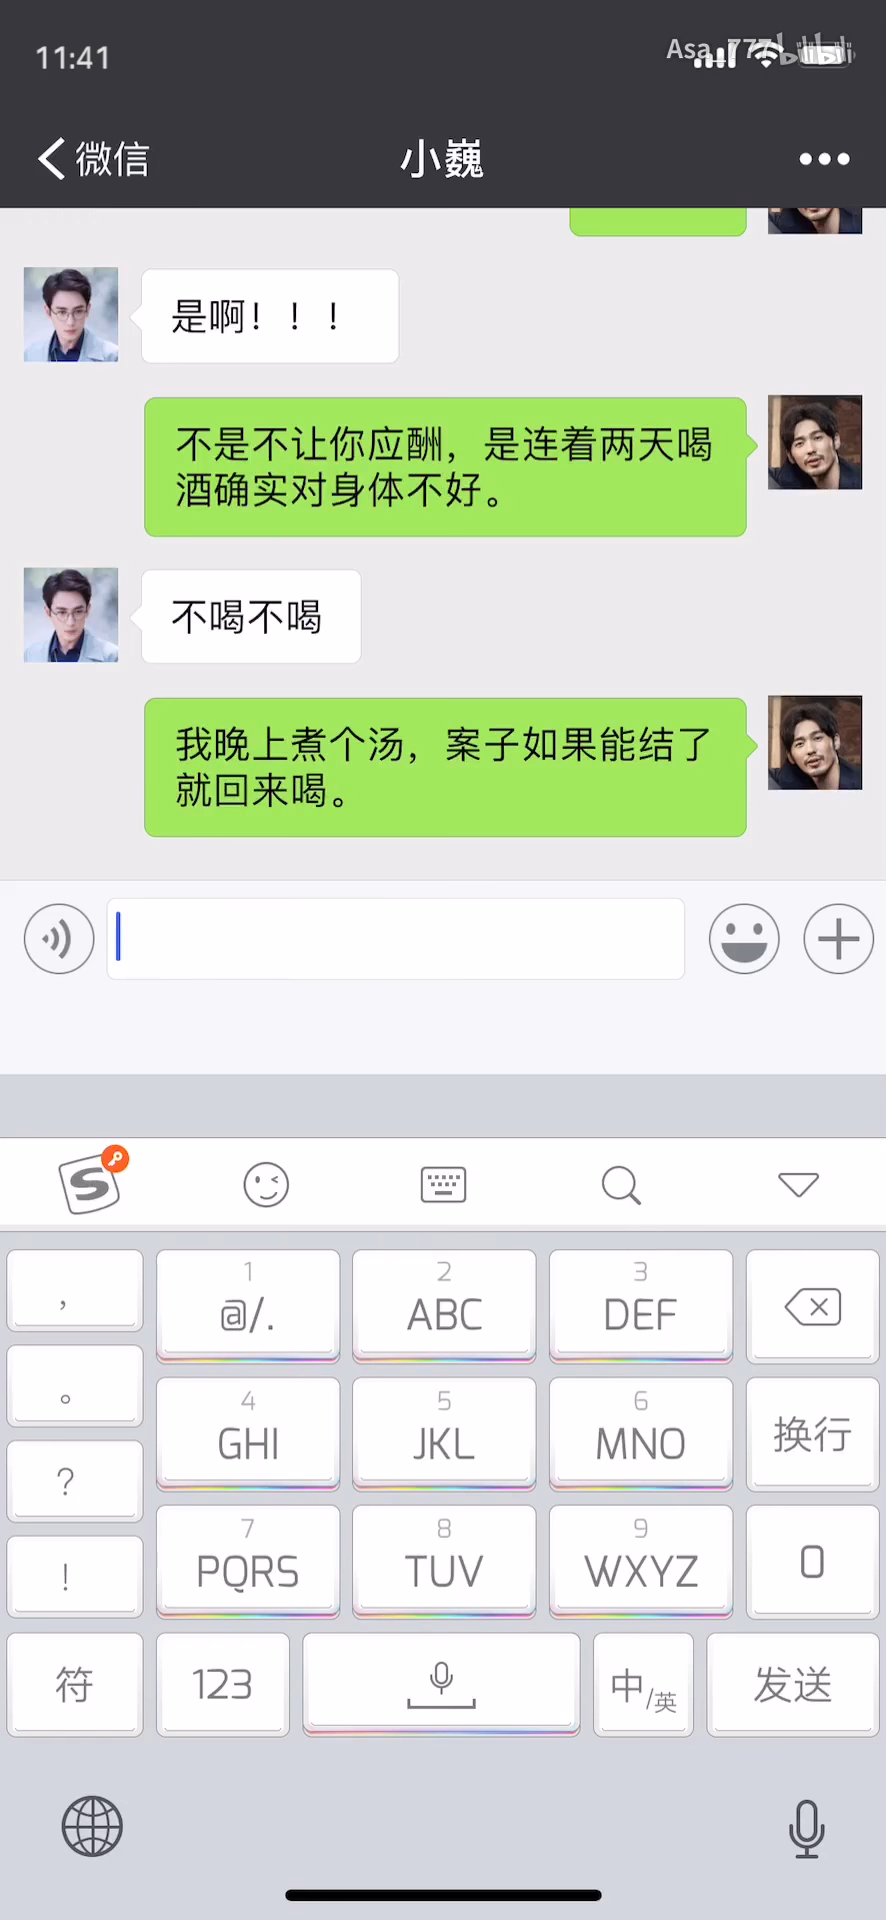 11:41
Asa_777
bilibili
微信
小巍
是啊！！！
不是不让你应酬，是连着两天喝
酒确实对身体不好。
不喝不喝
我晚上煮个汤，案子如果能结了
就回来喝。
S
，
1
@/.
2
ABC
3
DEF
。
4
GHI
5
JKL
6
MNO
换行
?
!
7
PQRS
8
TUV
9
WXYZ
0
符
123
中/英
发送